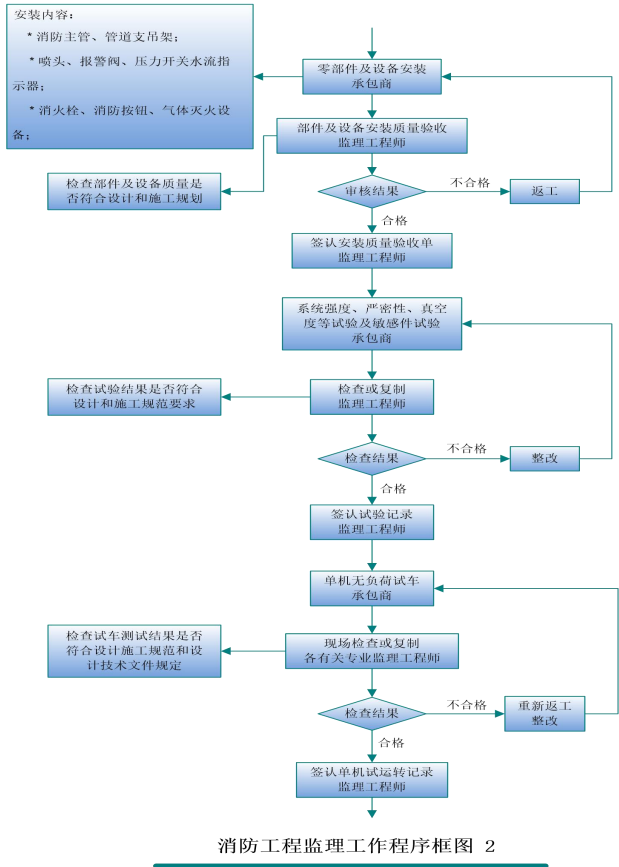 安装内容：
* 消防主管、管道支吊架；
* 喷头、报警阀、压力开关水流指
示器；
* 消火栓、消防按钮、气体灭火设
备；
零部件及设备安装
承包商
部件及设备安装质量验收
监理工程师
检查部件及设备质量是
否符合设计和施工规划
审核结果
不合格
返工
合格
签认安装质量验收单
监理工程师
系统强度、严密性、真空
度等试验及敏感件试验
承包商
检查试验结果是否符合
设计和施工规范要求
检查或复制
监理工程师
检查结果
不合格
整改
合格
签认试验记录
监理工程师
单机无负荷试车
承包商
检查试车测试结果是否
符合设计施工规范和设
计技术文件规定
现场检查或复制
各有关专业监理工程师
检查结果
不合格
重新返工
整改
合格
签认单机试运转记录
监理工程师
消防工程监理工作程序框图 2